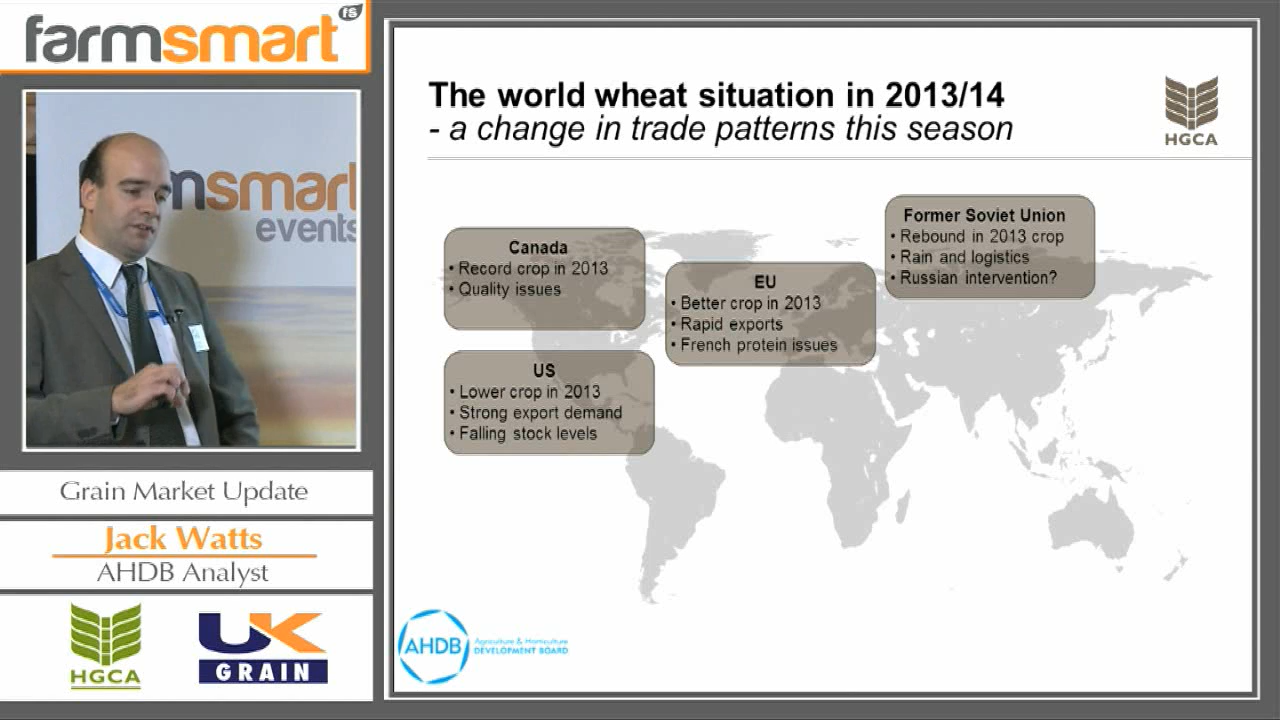 farmsmart fs
rmsmart
events
Grain Market Update
Jack Watts
AHDB Analyst
HGCA
UK
GRAIN
The world wheat situation in 2013/14
- a change in trade patterns this season
HGCA
Canada
• Record crop in 2013
• Quality issues
US
• Lower crop in 2013
• Strong export demand
• Falling stock levels
EU
• Better crop in 2013
• Rapid exports
• French protein issues
Former Soviet Union
• Rebound in 2013 crop
• Rain and logistics
• Russian intervention?
AHDB
Agriculture & Horticulture
DEVELOPMENT BOARD